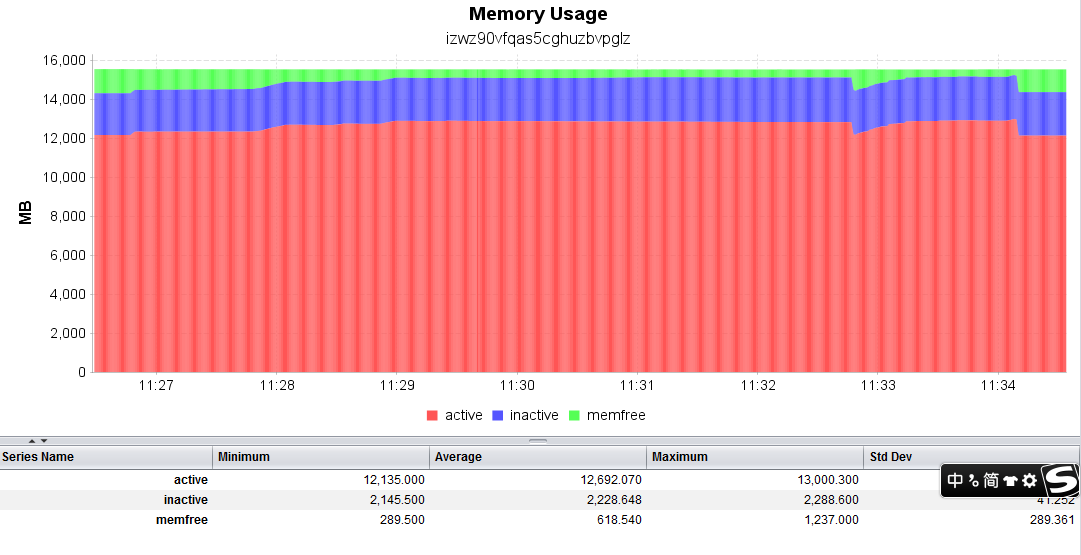 Memory Usage
izwz90vfqas5cghuzbvpglz
16,000
14,000
12,000
10,000
8,000
6,000
4,000
2,000
0
MB
11:27 11:28 11:29 11:30 11:31 11:32 11:33 11:34
active inactive memfree
Series Name Minimum Average Maximum Std Dev
active 12,135.000 12,692.070 13,000.300
inactive 2,145.500 2,228.648 2,288.600 41.252
memfree 289.500 618.540 1,237.000 289.361
中 简 S